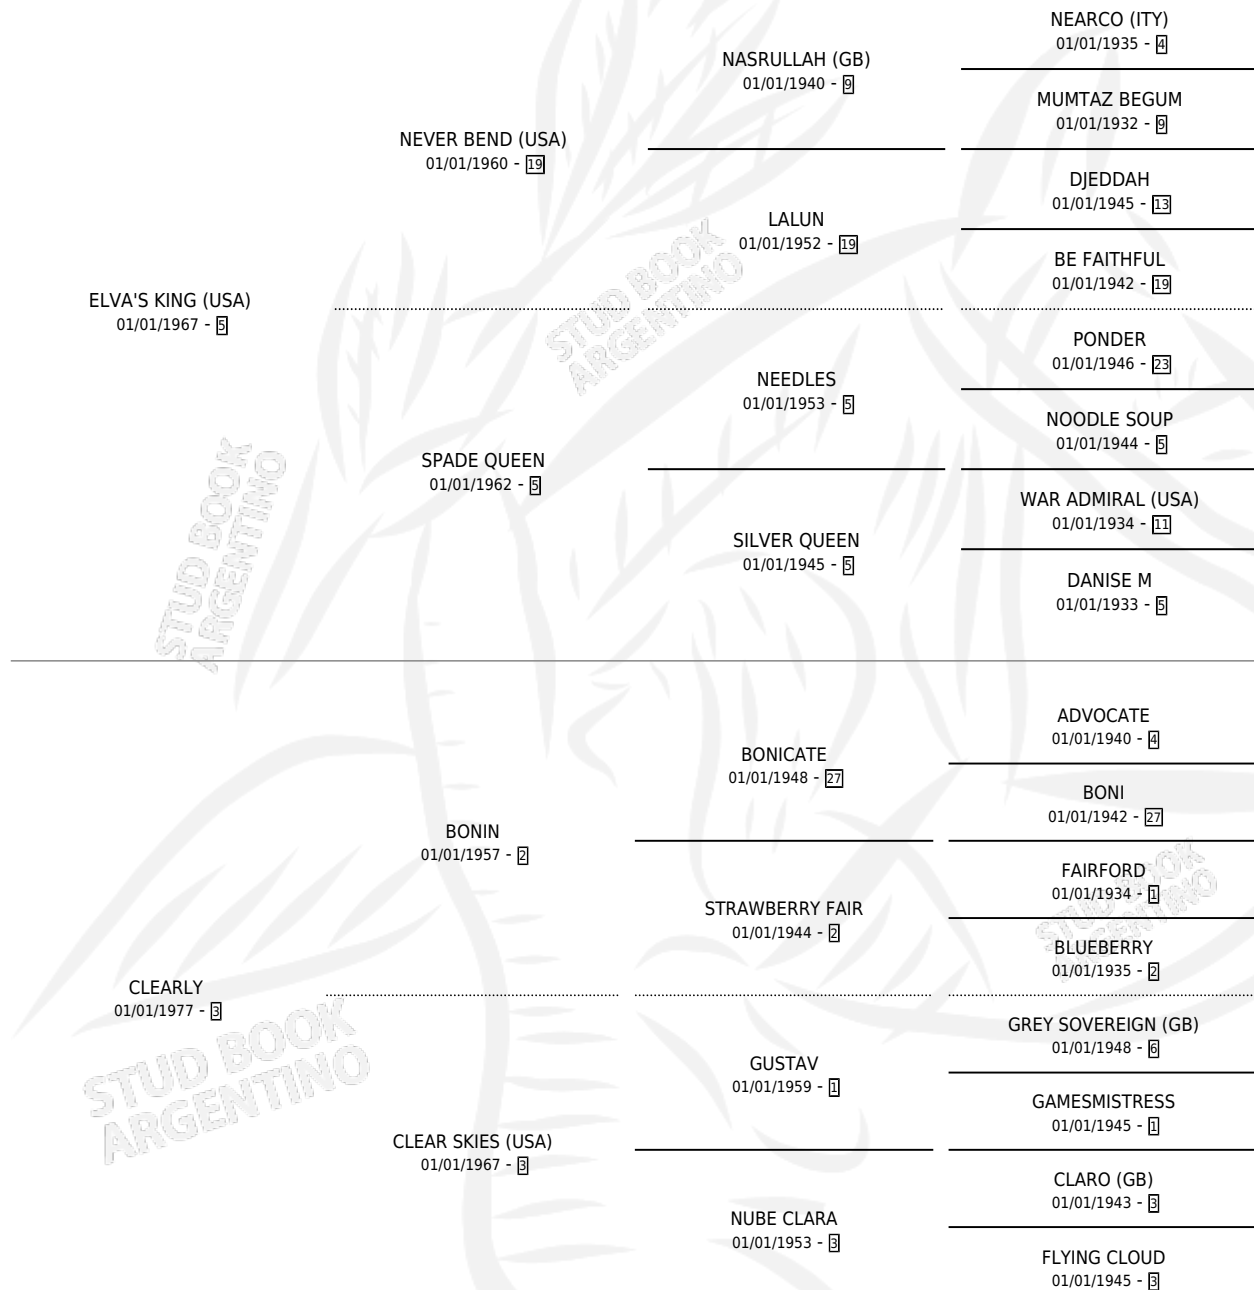 NEARCO (ITY)
01/01/1935 - 4
NASRULLAH (GB)
01/01/1940 - 9
MUMTAZ BEGUM
01/01/1932 - 9
NEVER BEND (USA)
01/01/1960 - 19
DJEDDAH
01/01/1945 - 13
LALUN
01/01/1952 - 19
BE FAITHFUL
01/01/1942 - 19
ELVA'S KING (USA)
01/01/1967 - 5
PONDER
01/01/1946 - 23
NEEDLES
01/01/1953 - 5
NOODLE SOUP
01/01/1944 - 5
SPADE QUEEN
01/01/1962 - 5
WAR ADMIRAL (USA)
01/01/1934 - 11
SILVER QUEEN
01/01/1945 - 5
DANISE M
01/01/1933 - 5
ADVOCATE
01/01/1940 - 4
BONICATE
01/01/1948 - 27
BONI
01/01/1942 - 27
BONIN
01/01/1957 - 2
FAIRFORD
01/01/1934 - 1
STRAWBERRY FAIR
01/01/1944 - 2
BLUEBERRY
01/01/1935 - 2
CLEARLY
01/01/1977 - 3
GREY SOVEREIGN (GB)
01/01/1948 - 6
GUSTAV
01/01/1959 - 1
GAMESMISTRESS
01/01/1945 - 1
CLEAR SKIES (USA)
01/01/1967 - 3
CLARO (GB)
01/01/1943 - 3
NUBE CLARA
01/01/1953 - 3
FLYING CLOUD
01/01/1945 - 3
STUD BOOK
ARGENTINO
STUD BOOK
ARGENTINO
STUD BOOK
ARGENTINO
STUD BOOK
ARGENTINO